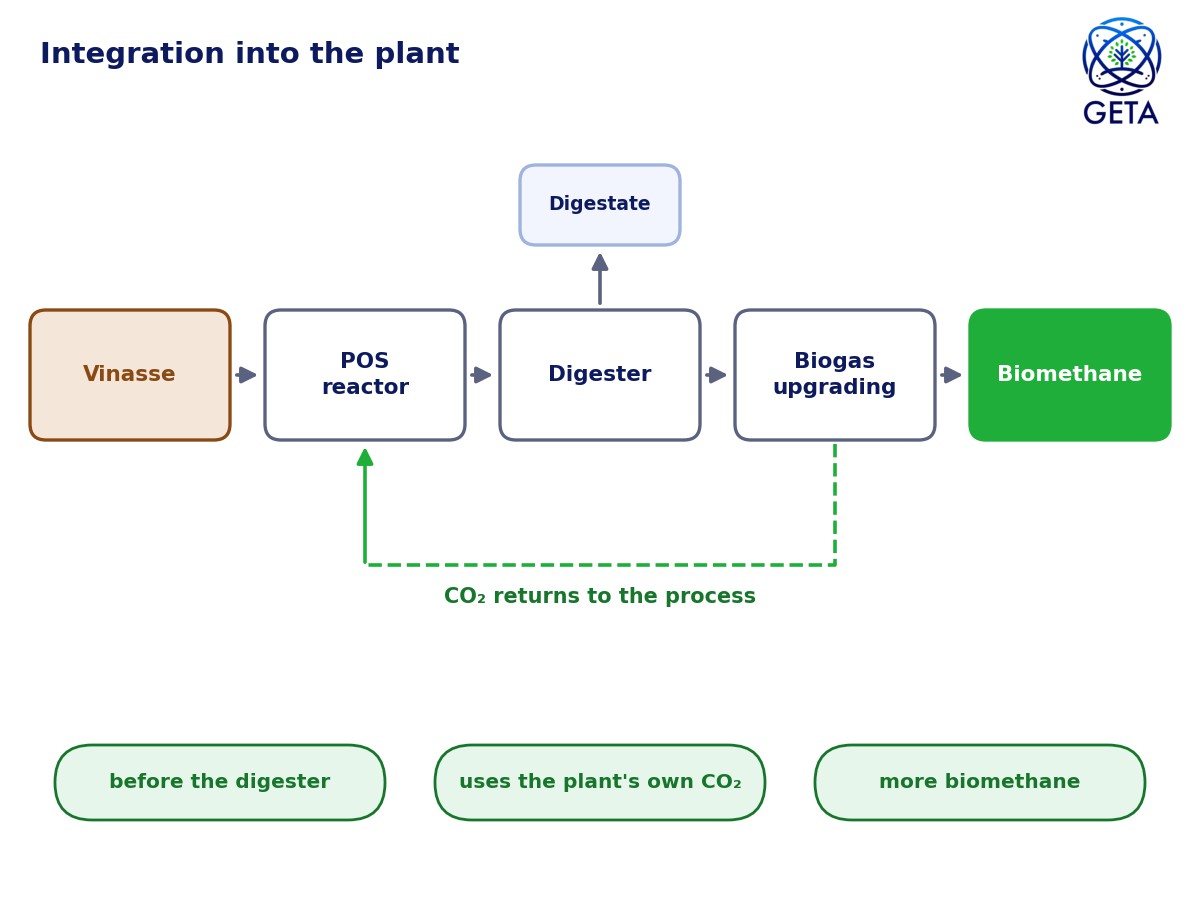 Integration into the plant
GETA
Digestate
Vinasse
POS
reactor
Digester
Biogas
upgrading
Biomethane
CO₂ returns to the process
before the digester
uses the plant's own CO₂
more biomethane